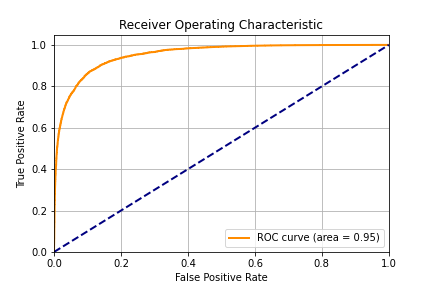 Receiver Operating Characteristic
True Positive Rate
1.0
0.8
0.6
0.4
0.2
0.0
ROC curve (area = 0.95)
0.0 0.2 0.4 0.6 0.8 1.0
False Positive Rate